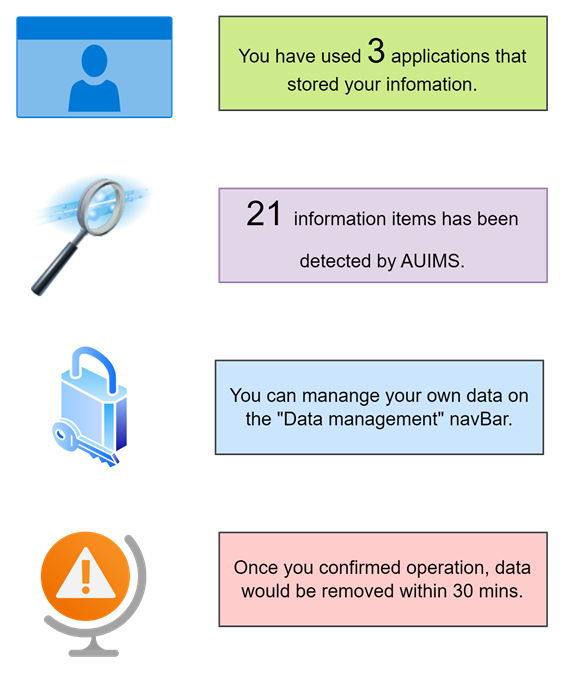 You have used 3 applications that
stored your infomation.
21 information items has been
detected by AUIMS.
You can manange your own data on
the "Data management" navBar.
Once you confirmed operation, data
would be removed within 30 mins.